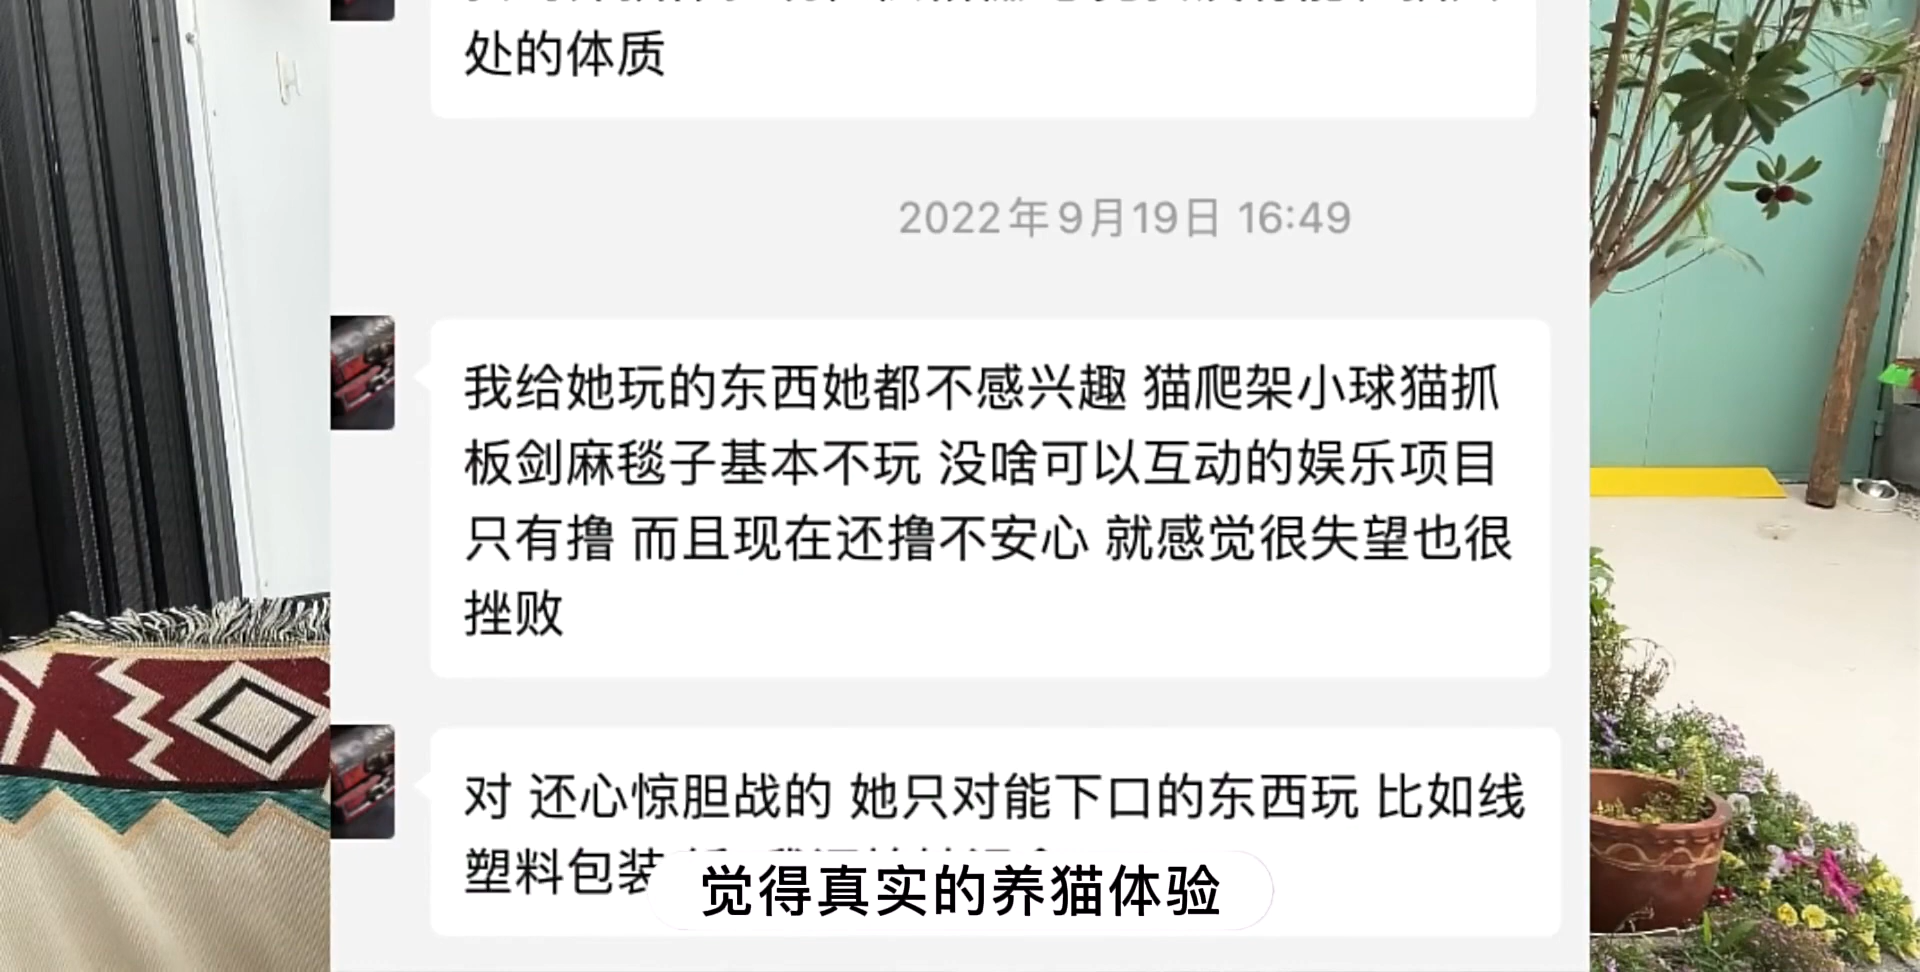 处的体质
2022年9月19日 16:49
我给她玩的东西她都不感兴趣 猫爬架小球猫抓
板剑麻毯子基本不玩 没啥可以互动的娱乐项目
只有撸 而且现在还撸不安心 就感觉很失望也很
挫败
对 还心惊胆战的 她只对能下口的东西玩 比如线
塑料包装
觉得真实的养猫体验